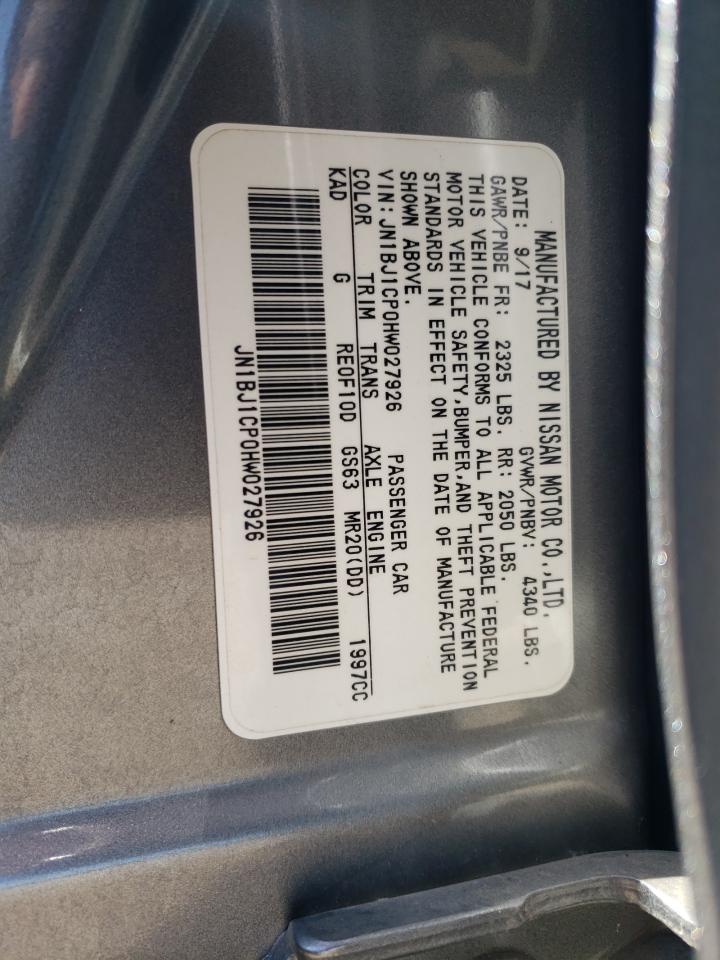 MANUFACTURED BY NISSAN MOTOR CO.,LTD.
DATE: 9/17 GVWR/PNBV: 4340 LBS.
GAWR/PNBE FR: 2325 LBS. RR: 2050 LBS.
THIS VEHICLE CONFORMS TO ALL APPLICABLE FEDERAL
MOTOR VEHICLE SAFETY,BUMPER,AND THEFT PREVENTION
STANDARDS IN EFFECT ON THE DATE OF MANUFACTURE
SHOWN ABOVE.
VIN:JN1BJ1CP0HW027926 PASSENGER CAR
COLOR TRIM TRANS AXLE ENGINE
KAD G RE0F10D GS63 MR20(DD) 1997CC
JN1BJ1CP0HW027926